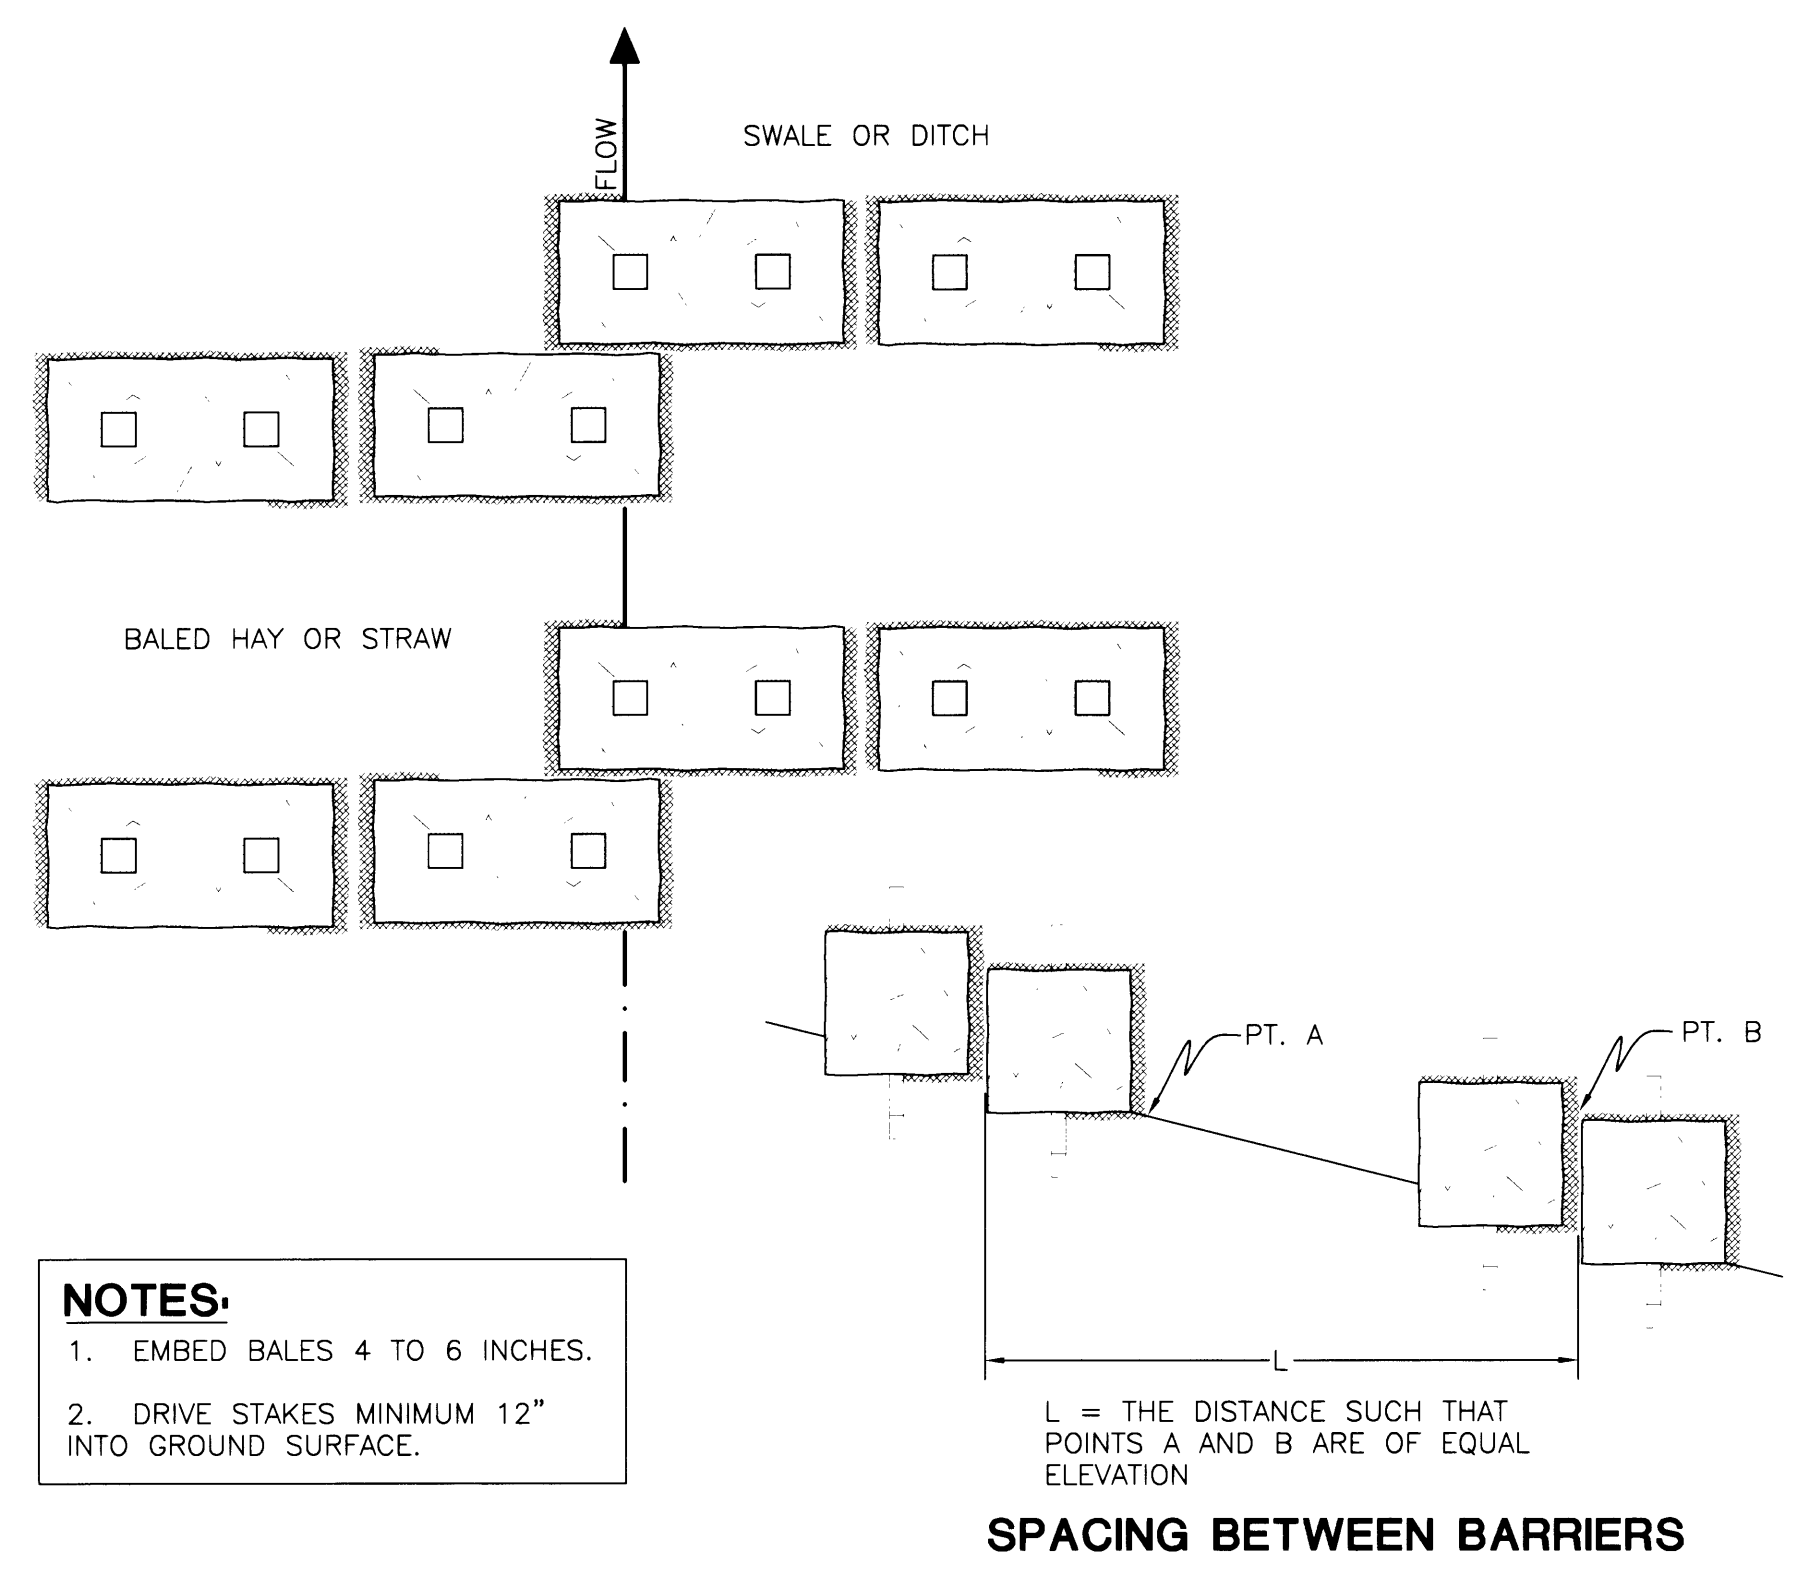 FLOW
SWALE OR DITCH
BALED HAY OR STRAW
PT. A
PT. B
NOTES:
1. EMBED BALES 4 TO 6 INCHES.
2. DRIVE STAKES MINIMUM 12”
INTO GROUND SURFACE.
L
L = THE DISTANCE SUCH THAT
POINTS A AND B ARE OF EQUAL
ELEVATION
SPACING BETWEEN BARRIERS